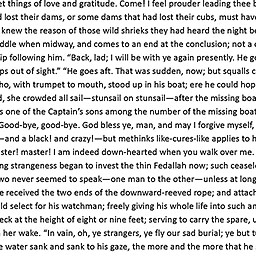 et things of love and gratitude. Come! I feel prouder leading thee b
d lost their dams, or some dams that had lost their cubs, must have
knew the reason of those wild shrieks they had heard the night be
ddle when midway, and comes to an end at the conclusion; not a
ip following him. “Back, lad; I will be with ye again presently. He g
ps out of sight.” “He goes aft. That was sudden, now; but squalls c
ho, with trumpet to mouth, stood up in his boat; ere he could hop
d, she crowded all sail—stunsail on stunsail—after the missing boa
s one of the Captain’s sons among the number of the missing boat
Good-bye, good-bye. God bless ye, man, and may I forgive myself,
—and a black! and crazy!—but methinks like-cures-like applies to h
ster! master! I am indeed down-hearted when you walk over me.
ng strangeness began to invest the thin Fedallah now; such ceasele
wo never seemed to speak—one man to the other—unless at long
e received the two ends of the downward-reeved rope; and attach
ld select for his watchman; freely giving his whole life into such an
eck at the height of eight or nine feet; serving to carry the spare, u
her wake. “In vain, oh, ye strangers, ye fly our sad burial; ye but tu
e water sank and sank to his gaze, the more and the more that he s